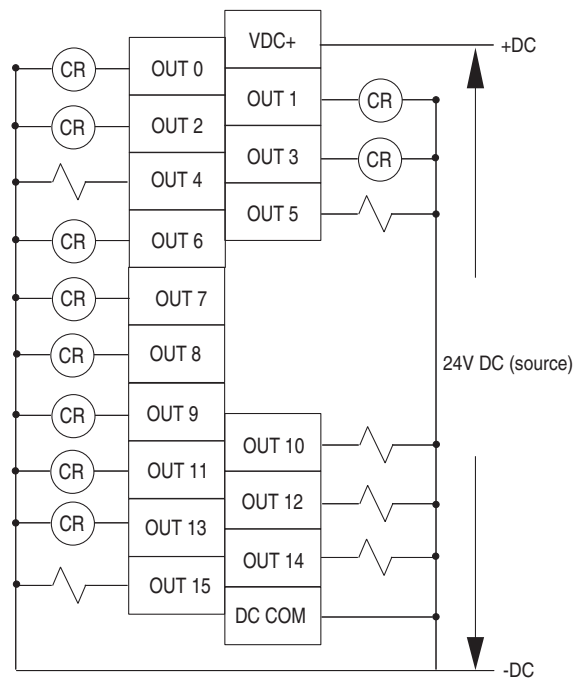 VDC+
+DC
CR
OUT 0
OUT 1
CR
CR
OUT 2
OUT 3
CR
OUT 4
OUT 5
CR
OUT 6
CR
OUT 7
CR
OUT 8
24V DC (source)
CR
OUT 9
OUT 10
CR
OUT 11
OUT 12
CR
OUT 13
OUT 14
OUT 15
DC COM
-DC